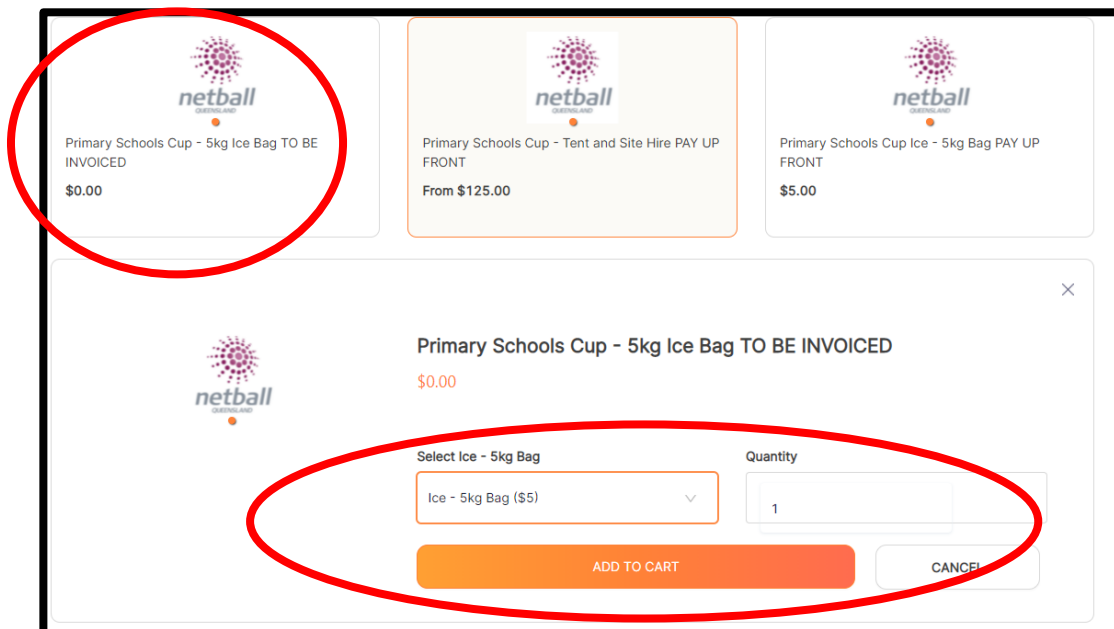 netball
QUEENSLAND
Primary Schools Cup - 5kg Ice Bag TO BE
INVOICED
$0.00
netball
QUEENSLAND
Primary Schools Cup - Tent and Site Hire PAY UP
FRONT
From $125.00
netball
QUEENSLAND
Primary Schools Cup Ice - 5kg Bag PAY UP
FRONT
$5.00
netball
QUEENSLAND
Primary Schools Cup - 5kg Ice Bag TO BE INVOICED
$0.00
Select Ice - 5kg Bag
Quantity
Ice - 5kg Bag ($5)
1
ADD TO CART
CANCEL